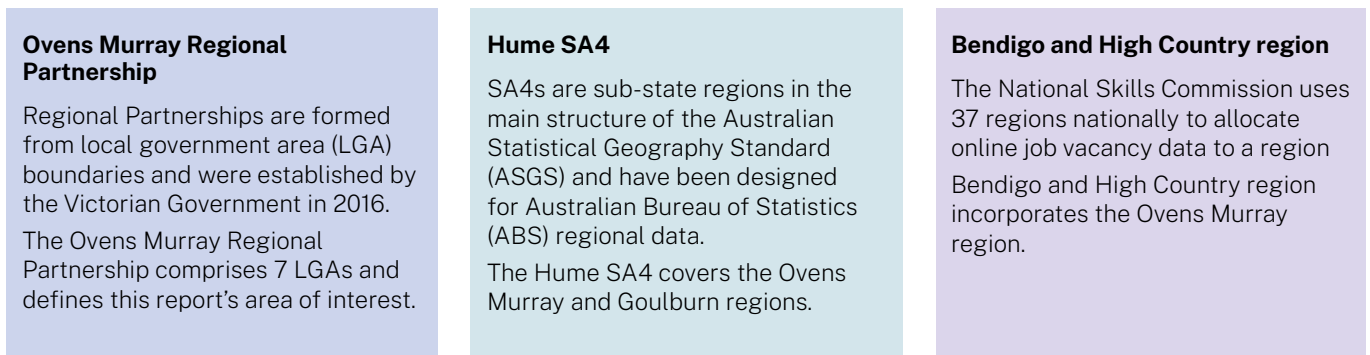 Ovens Murray Regional
Partnership
Regional Partnerships are formed
from local government area (LGA)
boundaries and were established by
the Victorian Government in 2016.
The Ovens Murray Regional
Partnership comprises 7 LGAs and
defines this report’s area of interest.
Hume SA4
SA4s are sub-state regions in the
main structure of the Australian
Statistical Geography Standard
(ASGS) and have been designed
for Australian Bureau of Statistics
(ABS) regional data.
The Hume SA4 covers the Ovens
Murray and Goulburn regions.
Bendigo and High Country region
The National Skills Commission uses
37 regions nationally to allocate
online job vacancy data to a region
Bendigo and High Country region
incorporates the Ovens Murray
region.